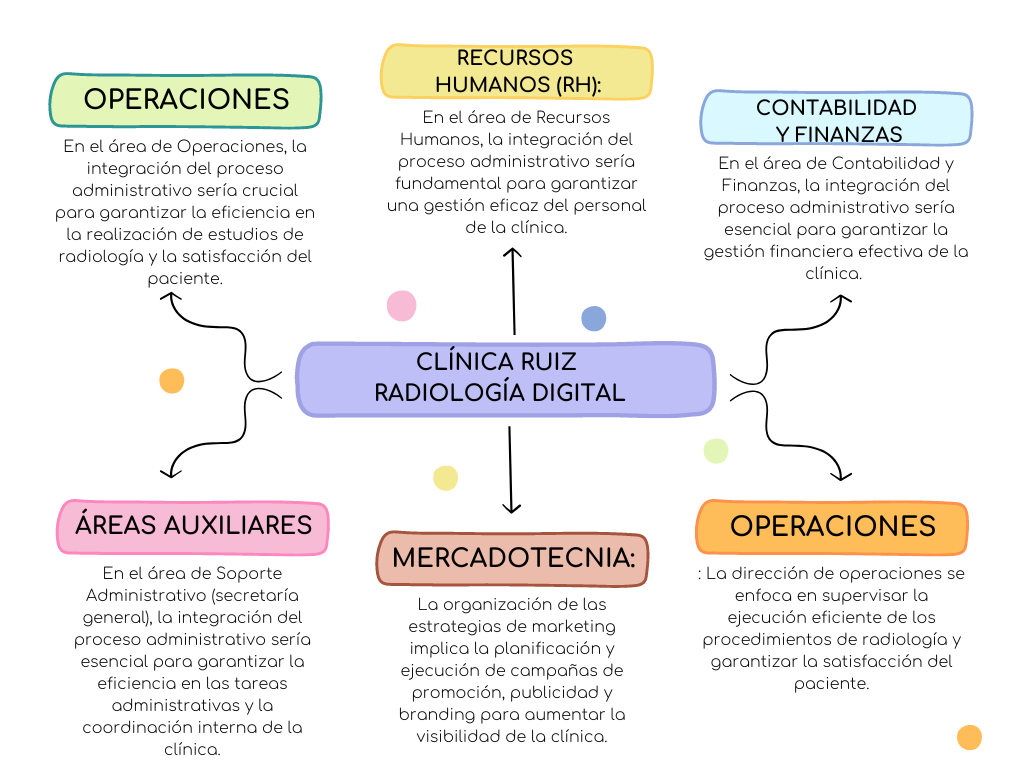 OPERACIONES
En el área de Operaciones, la
integración del proceso
administrativo sería crucial
para garantizar la eficiencia en
la realización de estudios de
radiología y la satisfacción del
paciente.
RECURSOS
HUMANOS (RH):
En el área de Recursos
Humanos, la integración del
proceso administrativo sería
fundamental para garantizar
una gestión eficaz del personal
de la clínica.
CONTABILIDAD
Y FINANZAS
En el área de Contabilidad y
Finanzas, la integración del
proceso administrativo sería
esencial para garantizar la
gestión financiera efectiva de la
clínica.
CLÍNICA RUIZ
RADIOLOGÍA DIGITAL
ÁREAS AUXILIARES
En el área de Soporte
Administrativo (secretaría
general), la integración del
proceso administrativo sería
esencial para garantizar la
eficiencia en las tareas
administrativas y la
coordinación interna de la
clínica.
MERCADOTECNIA:
La organización de las
estrategias de marketing
implica la planificación y
ejecución de campañas de
promoción, publicidad y
branding para aumentar la
visibilidad de la clínica.
OPERACIONES
: La dirección de operaciones se
enfoca en supervisar la
ejecución eficiente de los
procedimientos de radiología y
garantizar la satisfacción del
paciente.